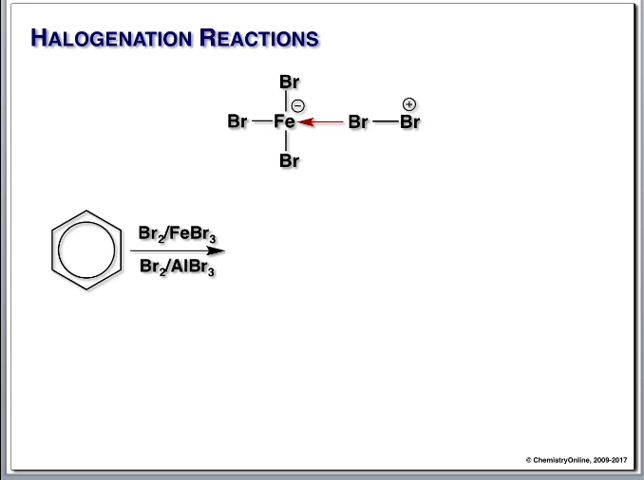 HALOGENATION REACTIONS
Br
⊖
⊕
Br—Fe Br—Br
Br
Br₂/FeBr₃
Br₂/AlBr₃
© ChemistryOnline, 2009-2017